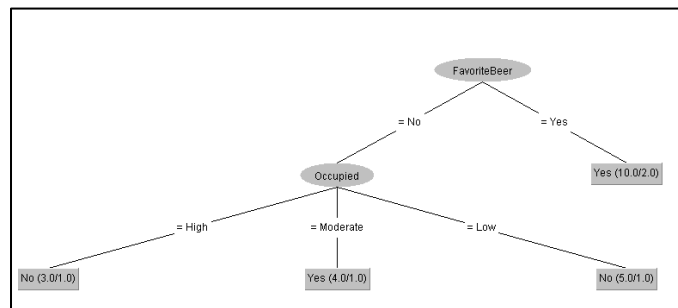 FavoriteBeer
= No
= Yes
Occupied
Yes (10.0/2.0)
= High
= Moderate
= Low
No (3.0/1.0)
Yes (4.0/1.0)
No (5.0/1.0)